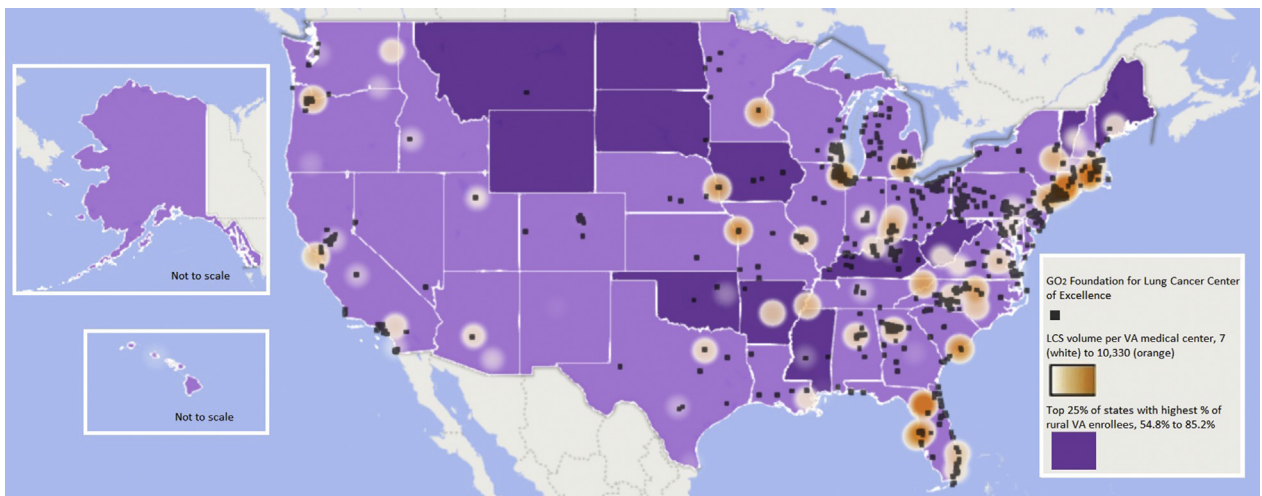 Not to scale
Not to scale
GO2 Foundation for Lung Cancer Center
of Excellence
LCS volume per VA medical center, 7
(white) to 10,330 (orange)
Top 25% of states with highest % of
rural VA enrollees, 54.8% to 85.2%